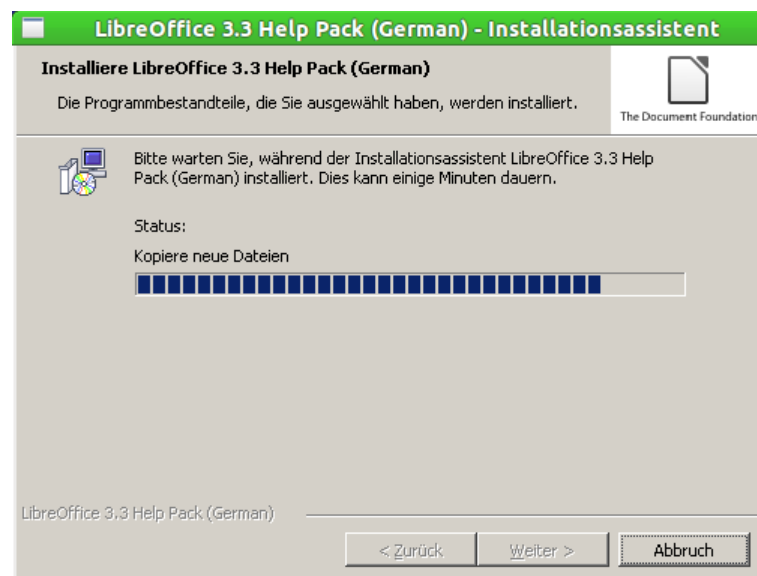 LibreOffice 3.3 Help Pack (German) - Installationsassistent
Installiere LibreOffice 3.3 Help Pack (German)
Die Programmbestandteile, die Sie ausgewählt haben, werden installiert.
The Document Foundation
Bitte warten Sie, während der Installationsassistent LibreOffice 3.3 Help
Pack (German) installiert. Dies kann einige Minuten dauern.
Status:
Kopiere neue Dateien
LibreOffice 3.3 Help Pack (German)
< Zurück
Weiter >
Abbruch